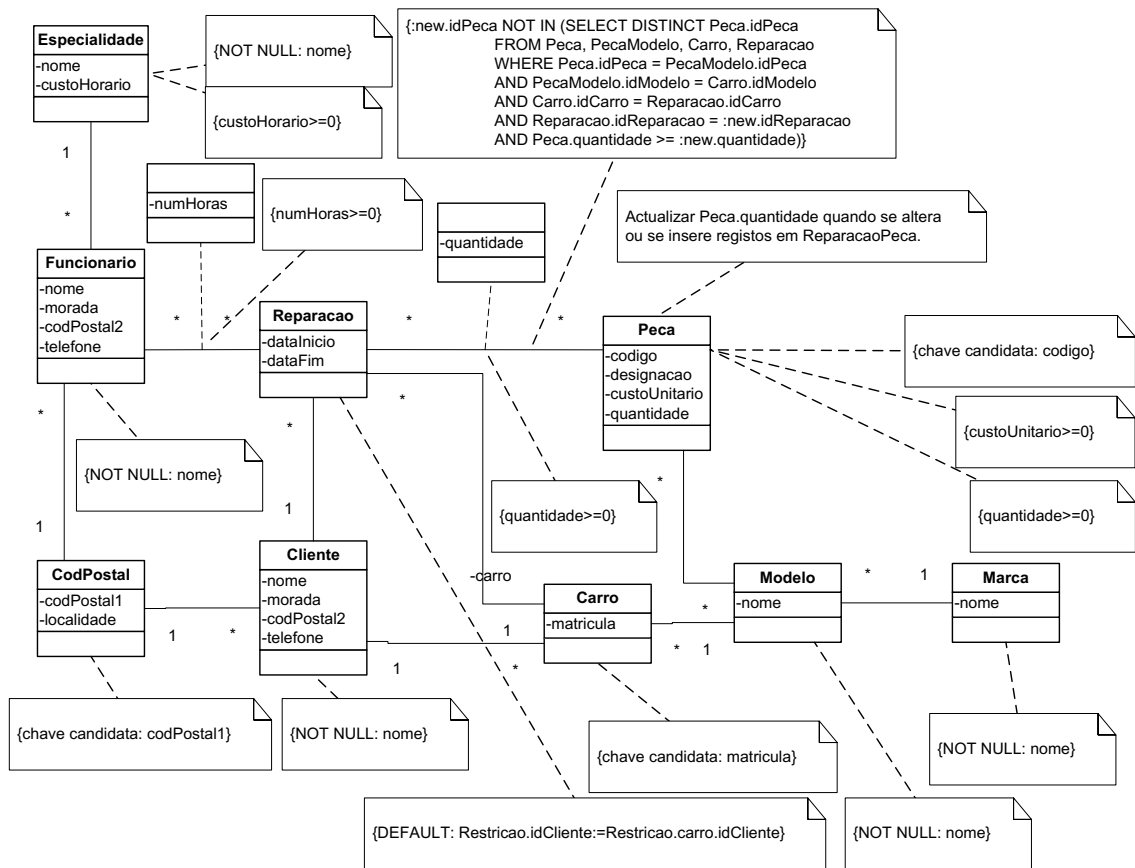 Especialidade
-nome
-custoHorario
{NOT NULL: nome}
{custoHorario>=0}
{:new.idPeca NOT IN (SELECT DISTINCT Peca.idPeca
FROM Peca, PecaModelo, Carro, Reparacao
WHERE Peca.idPeca = PecaModelo.idPeca
AND PecaModelo.idModelo = Carro.idModelo
AND Carro.idCarro = Reparacao.idCarro
AND Reparacao.idReparacao = :new.idReparacao
AND Peca.quantidade >= :new.quantidade)}
1
*
-numHoras
{numHoras>=0}
-quantidade
Actualizar Peca.quantidade quando se altera
ou se insere registos em ReparacaoPeca.
Funcionario
-nome
-morada
-codPostal2
-telefone
*
*
Reparacao
-dataInicio
-dataFim
*
*
Peca
-codigo
-designacao
-custoUnitario
-quantidade
{chave candidata: codigo}
{custoUnitario>=0}
{quantidade>=0}
*
*
*
{NOT NULL: nome}
*
{quantidade>=0}
1
1
CodPostal
-codPostal1
-localidade
1
*
Cliente
-nome
-morada
-codPostal2
-telefone
-carro
1
1
*
Carro
-matricula
*
1
*
Modelo
-nome
*
1
Marca
-nome
{chave candidata: codPostal1}
{NOT NULL: nome}
{chave candidata: matricula}
{NOT NULL: nome}
{DEFAULT: Restricao.idCliente:=Restricao.carro.idCliente}
{NOT NULL: nome}